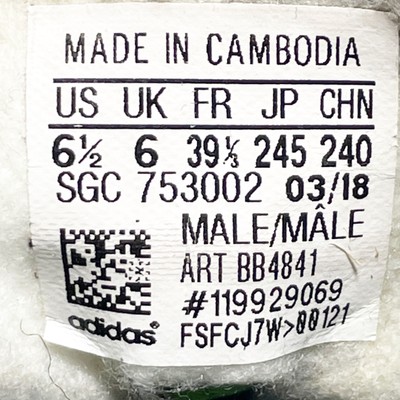 MADE IN CAMBODIA
US UK FR JP CHN
6½ 6 39⅓ 245 240
SGC 753002 03/18
MALE/MÂLE
ART BB4841
#119929069
adidas® FSFCJ7W>00121